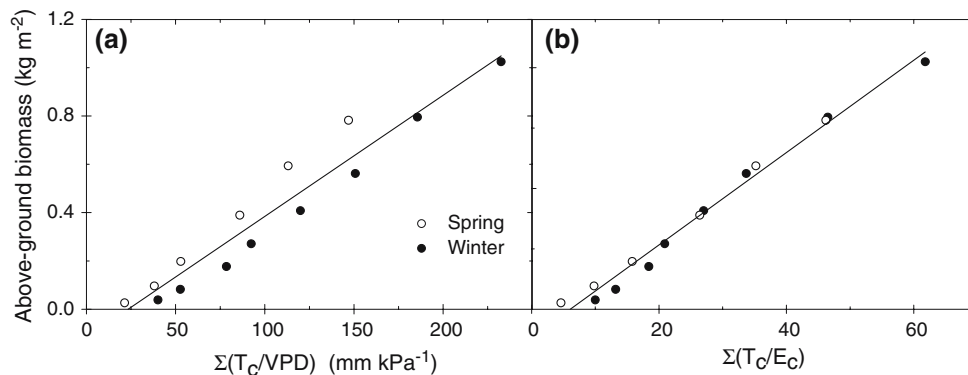 Above-ground biomass (kg m-2)
1.2
0.8
0.4
0.0
(a)
(b)
Spring
Winter
0 50 100 150 200
0 20 40 60
Σ(TC/VPD) (mm kPa-1)
Σ(TC/EC)